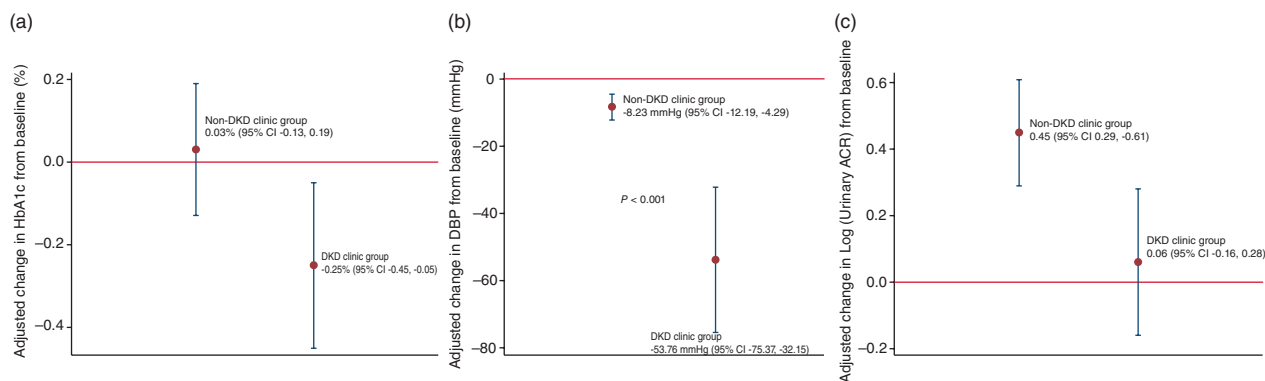 (a)
Adjusted change in HbA1c from baseline (%)
0.2
0.0
–0.2
–0.4
Non-DKD clinic group
0.03% (95% CI -0.13, 0.19)
DKD clinic group
-0.25% (95% CI -0.45, -0.05)
(b)
Adjusted change in DBP from baseline (mmHg)
0
–20
–40
–60
–80
Non-DKD clinic group
-8.23 mmHg (95% CI -12.19, -4.29)
P < 0.001
DKD clinic group
-53.76 mmHg (95% CI -75.37, -32.15)
(c)
Adjusted change in Log (Urinary ACR) from baseline
0.6
0.4
0.2
0.0
–0.2
Non-DKD clinic group
0.45 (95% CI 0.29, -0.61)
DKD clinic group
0.06 (95% CI -0.16, 0.28)